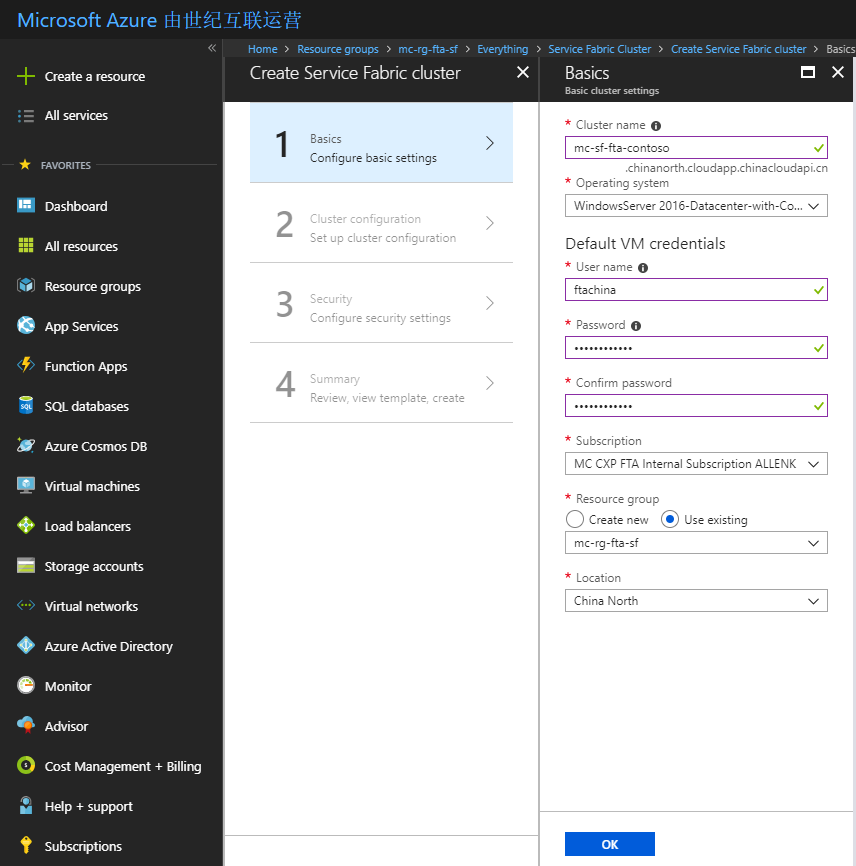 Microsoft Azure 由世纪互联运营
Home > Resource groups > mc-rg-fta-sf > Everything > Service Fabric Cluster > Create Service Fabric cluster > Basics
Create a resource
All services
FAVORITES
Dashboard
All resources
Resource groups
App Services
Function Apps
SQL databases
Azure Cosmos DB
Virtual machines
Load balancers
Storage accounts
Virtual networks
Azure Active Directory
Monitor
Advisor
Cost Management + Billing
Help + support
Subscriptions
Create Service Fabric cluster
1
Basics
Configure basic settings
2
Cluster configuration
Set up cluster configuration
3
Security
Configure security settings
4
Summary
Review, view template, create
Basics
Basic cluster settings
* Cluster name
mc-sf-fta-contoso
.chinanorth.cloudapp.chinacloudapi.cn
* Operating system
WindowsServer 2016-Datacenter-with-Co...
Default VM credentials
* User name
ftachina
* Password
••••••••••••
* Confirm password
••••••••••••
* Subscription
MC CXP FTA Internal Subscription ALLENK
* Resource group
Create new Use existing
mc-rg-fta-sf
* Location
China North
OK